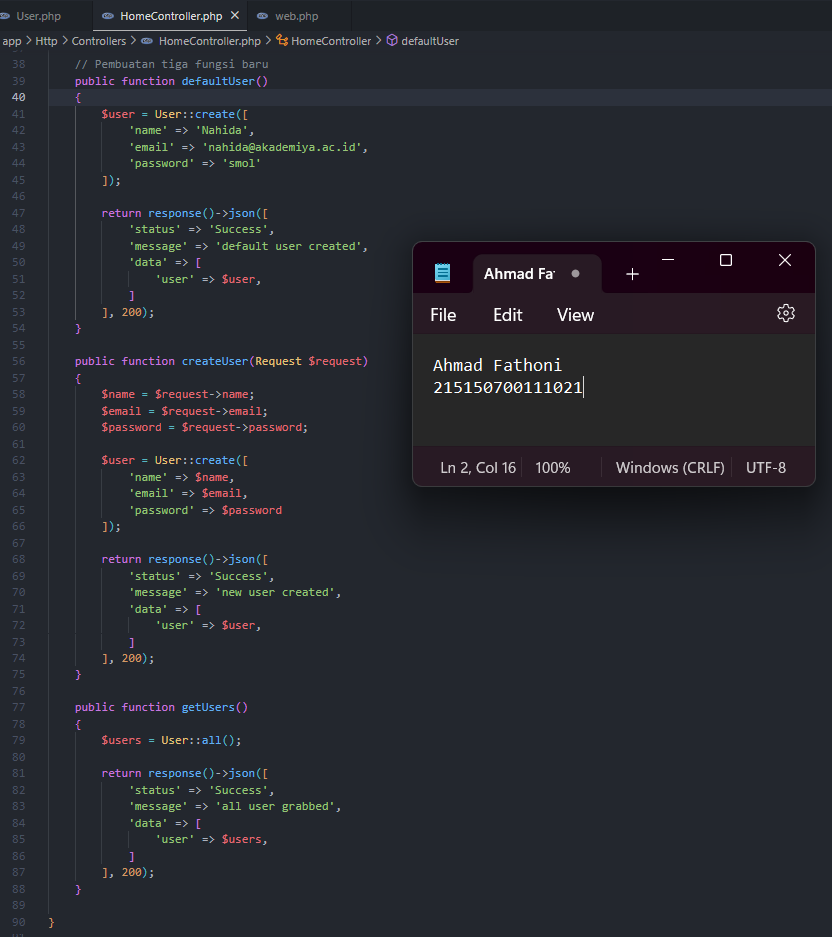 User.php
HomeController.php
web.php
app > Http > Controllers > HomeController.php > HomeController > defaultUser
38 // Pembuatan tiga fungsi baru
39 public function defaultUser()
40 {
41 $user = User::create([
42 'name' => 'Nahida',
43 'email' => 'nahida@akademiya.ac.id',
44 'password' => 'smol'
45 ]);
46
47 return response()->json([
48 'status' => 'Success',
49 'message' => 'default user created',
50 'data' => [
51 'user' => $user,
52 ]
53 ], 200);
54 }
55
56 public function createUser(Request $request)
57 {
58 $name = $request->name;
59 $email = $request->email;
60 $password = $request->password;
61
62 $user = User::create([
63 'name' => $name,
64 'email' => $email,
65 'password' => $password
66 ]);
67
68 return response()->json([
69 'status' => 'Success',
70 'message' => 'new user created',
71 'data' => [
72 'user' => $user,
73 ]
74 ], 200);
75 }
76
77 public function getUsers()
78 {
79 $users = User::all();
80
81 return response()->json([
82 'status' => 'Success',
83 'message' => 'all user grabbed',
84 'data' => [
85 'user' => $users,
86 ]
87 ], 200);
88 }
89
90 }
Ahmad Fa
File Edit View
Ahmad Fathoni
215150700111021
Ln 2, Col 16 100% Windows (CRLF) UTF-8